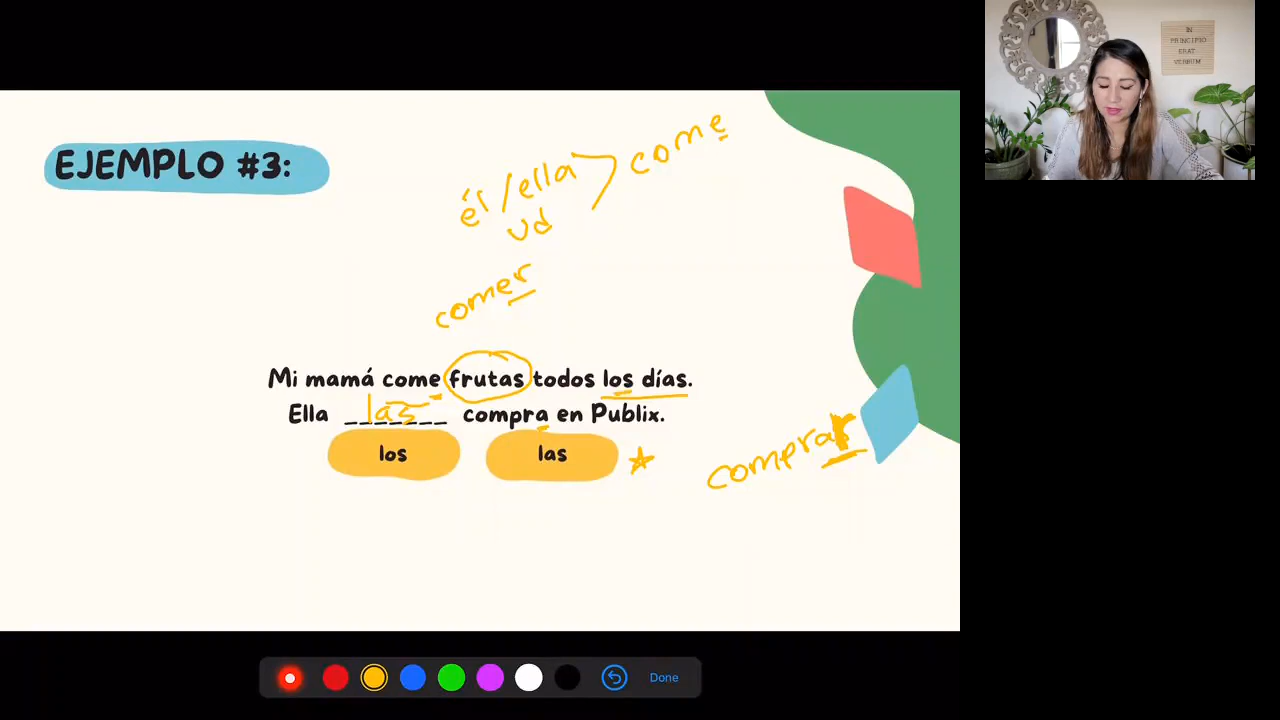 IN
PRINCIPIO
ERAT
VERBUM
EJEMPLO #3:
él/ella come
ud
comer
Mi mamá come frutas todos los días.
Ella las compra en Publix.
los las
comprar
Done